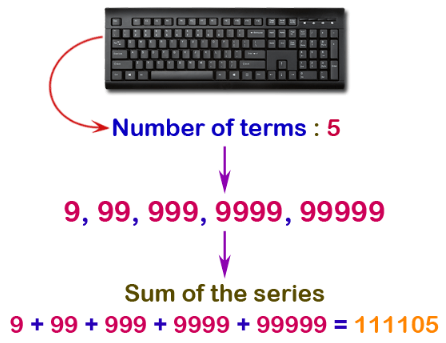 Number of terms : 5
9, 99, 999, 9999, 99999
Sum of the series
9 + 99 + 999 + 9999 + 99999 = 111105